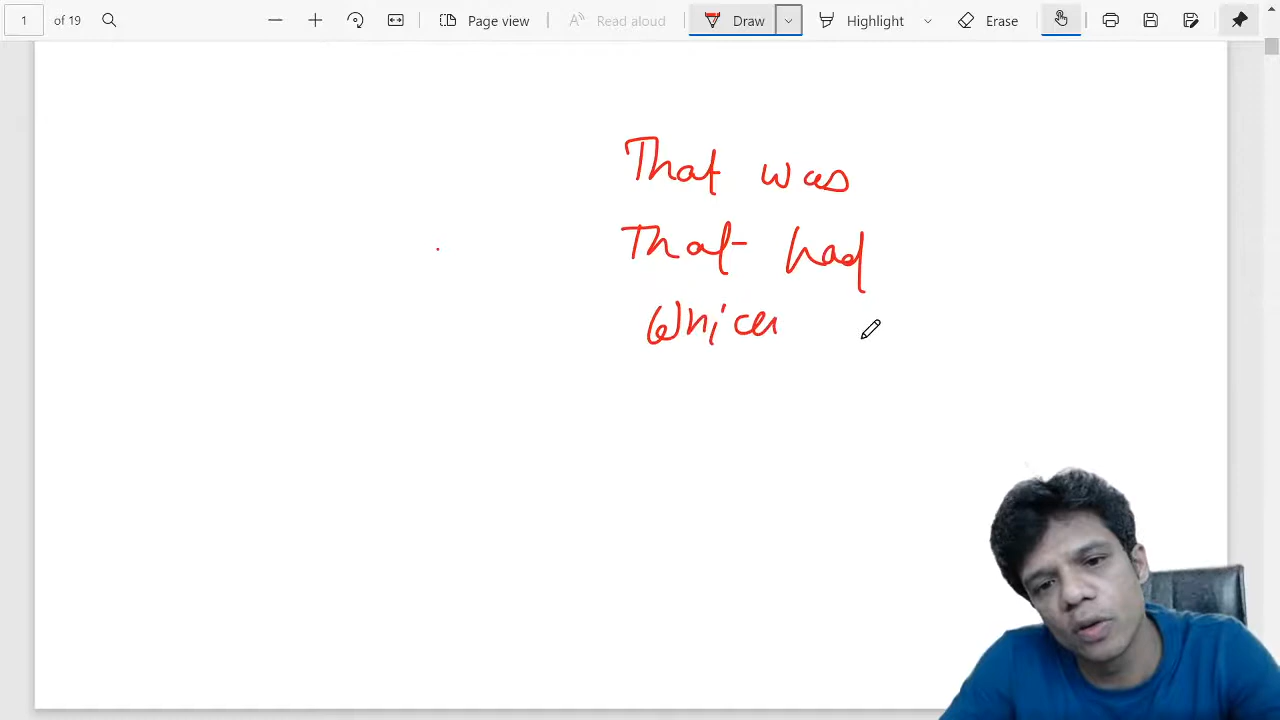 1 of 19 Page view Read aloud Draw Highlight Erase
That was
That had
which